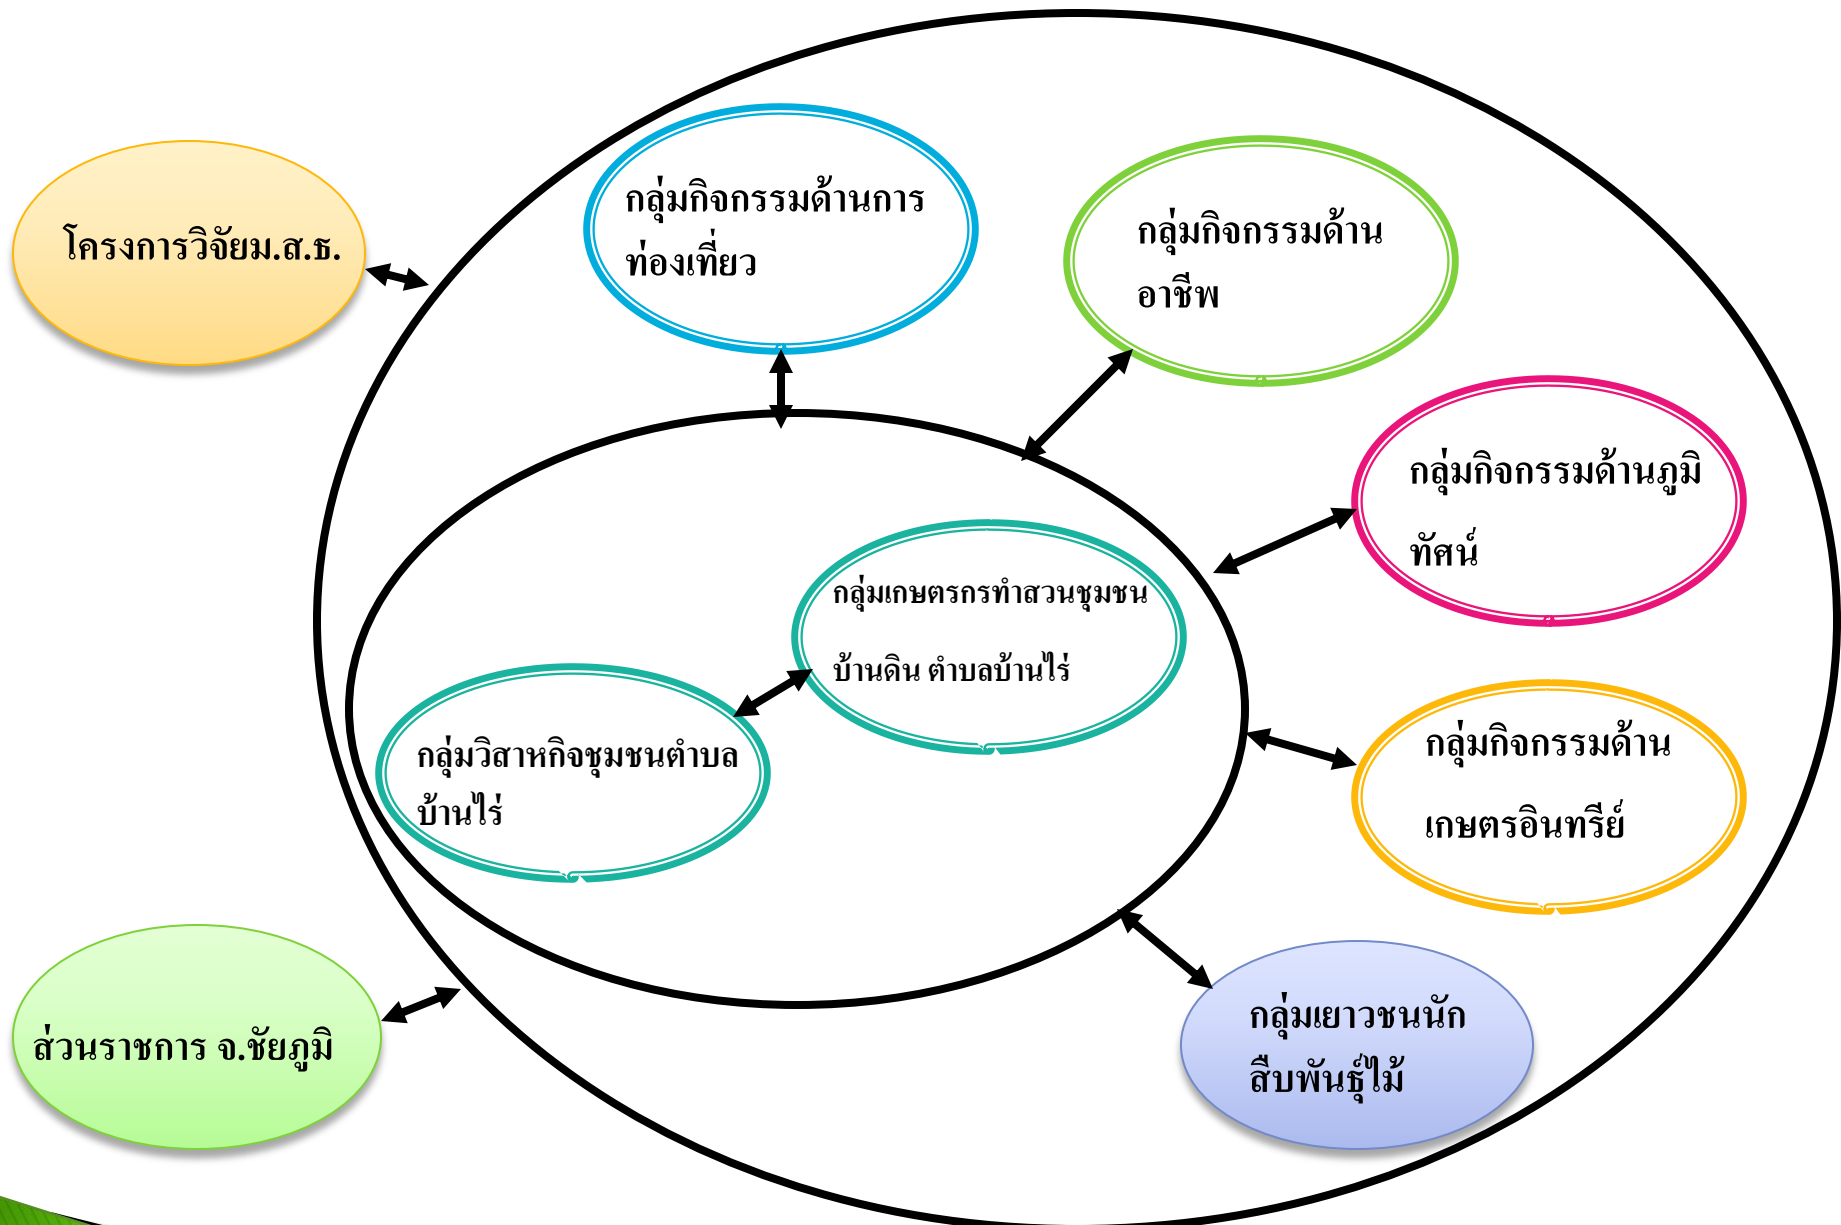 โครงการวิจัยม.ส.ธ.
กลุ่มกิจกรรมด้านการ
ท่องเที่ยว
กลุ่มกิจกรรมด้าน
อาชีพ
กลุ่มกิจกรรมด้านภูมิ
ทัศน์
กลุ่มเกษตรกรทำสวนชุมชน
บ้านดิน ตำบลบ้านไร่
กลุ่มวิสาหกิจชุมชนตำบล
บ้านไร่
กลุ่มกิจกรรมด้าน
เกษตรอินทรีย์
กลุ่มเยาวชนนัก
สืบพันธุ์ไม้
ส่วนราชการ จ.ชัยภูมิ